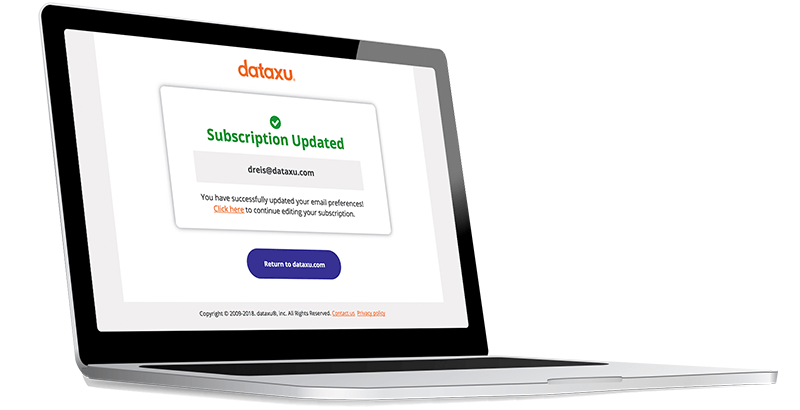 dataxu.
Subscription Updated
dreis@dataxu.com
You have successfully updated your email preferences!
Click here to continue editing your subscription.
Return to dataxu.com
Copyright © 2009-2018, dataxu®, inc. All Rights Reserved. Contact us Privacy policy